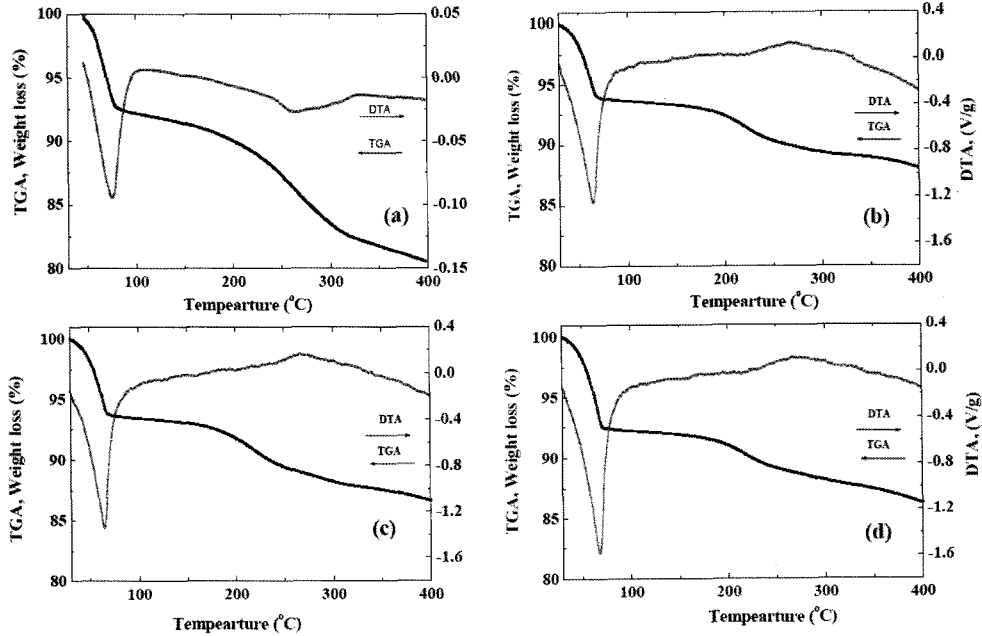 100
95
90
85
80
TGA, Weight loss (%)
0.05
0.00
-0.05
-0.10
-0.15
DTA
TGA
(a)
100
200
300
400
Tempearture (°C)
100
95
90
85
80
TGA, Weight loss (%)
0.4
0.0
-0.4
-0.8
-1.2
-1.6
DTA, (V/g)
DTA
TGA
(b)
100
200
300
400
Tempearture (°C)
100
95
90
85
80
TGA, Weight loss (%)
0.4
0.0
-0.4
-0.8
-1.2
-1.6
DTA
TGA
(c)
100
200
300
400
Tempearture (°C)
100
95
90
85
80
TGA, Weight loss (%)
0.4
0.0
-0.4
-0.8
-1.2
-1.6
DTA, (V/g)
DTA
TGA
(d)
100
200
300
400
Tempearture (°C)